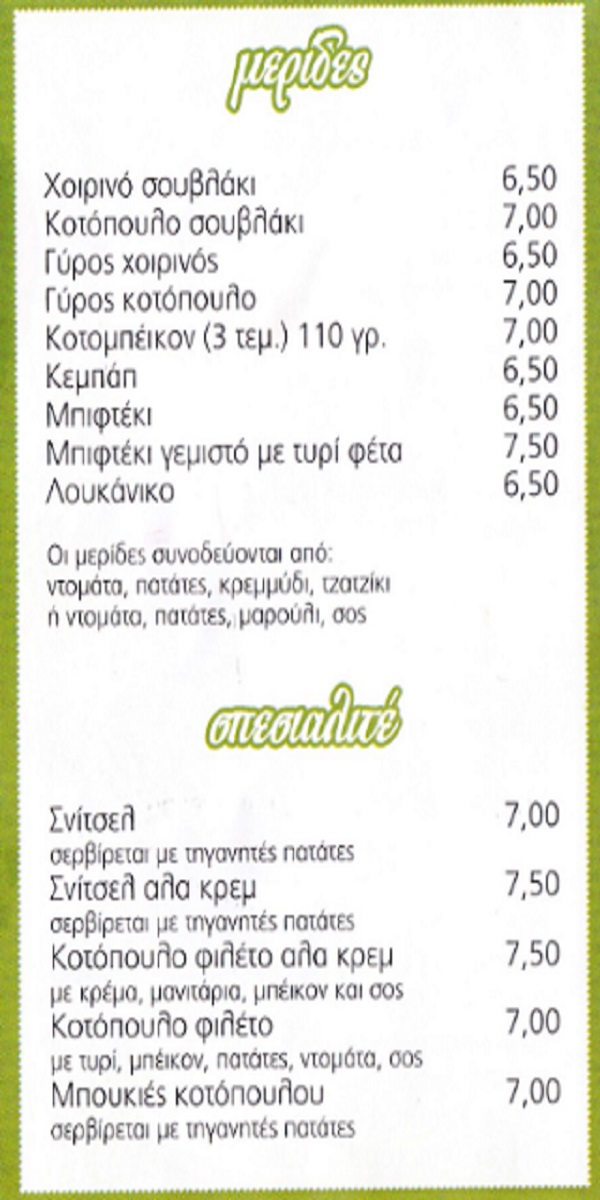 μερίδες
Χοιρινό σουβλάκι 6,50
Κοτόπουλο σουβλάκι 7,00
Γύρος χοιρινός 6,50
Γύρος κοτόπουλο 7,00
Κοτομπέικον (3 τεμ.) 110 γρ. 7,00
Κεμπάπ 6,50
Μπιφτέκι 6,50
Μπιφτέκι γεμιστό με τυρί φέτα 7,50
Λουκάνικο 6,50
Οι μερίδες συνοδεύονται από:
ντομάτα, πατάτες, κρεμμύδι, τζατζίκι
ή ντομάτα, πατάτες, μαρούλι, σος
σπεσιαλιτέ
Σνίτσελ 7,00
σερβίρεται με τηγανητές πατάτες
Σνίτσελ αλα κρεμ 7,50
σερβίρεται με τηγανητές πατάτες
Κοτόπουλο φιλέτο αλα κρεμ 7,50
με κρέμα, μανιτάρια, μπέικον και σος
Κοτόπουλο φιλέτο 7,00
με τυρί, μπέικον, πατάτες, ντομάτα, σος
Μπουκιές κοτόπουλου 7,00
σερβίρεται με τηγανητές πατάτες